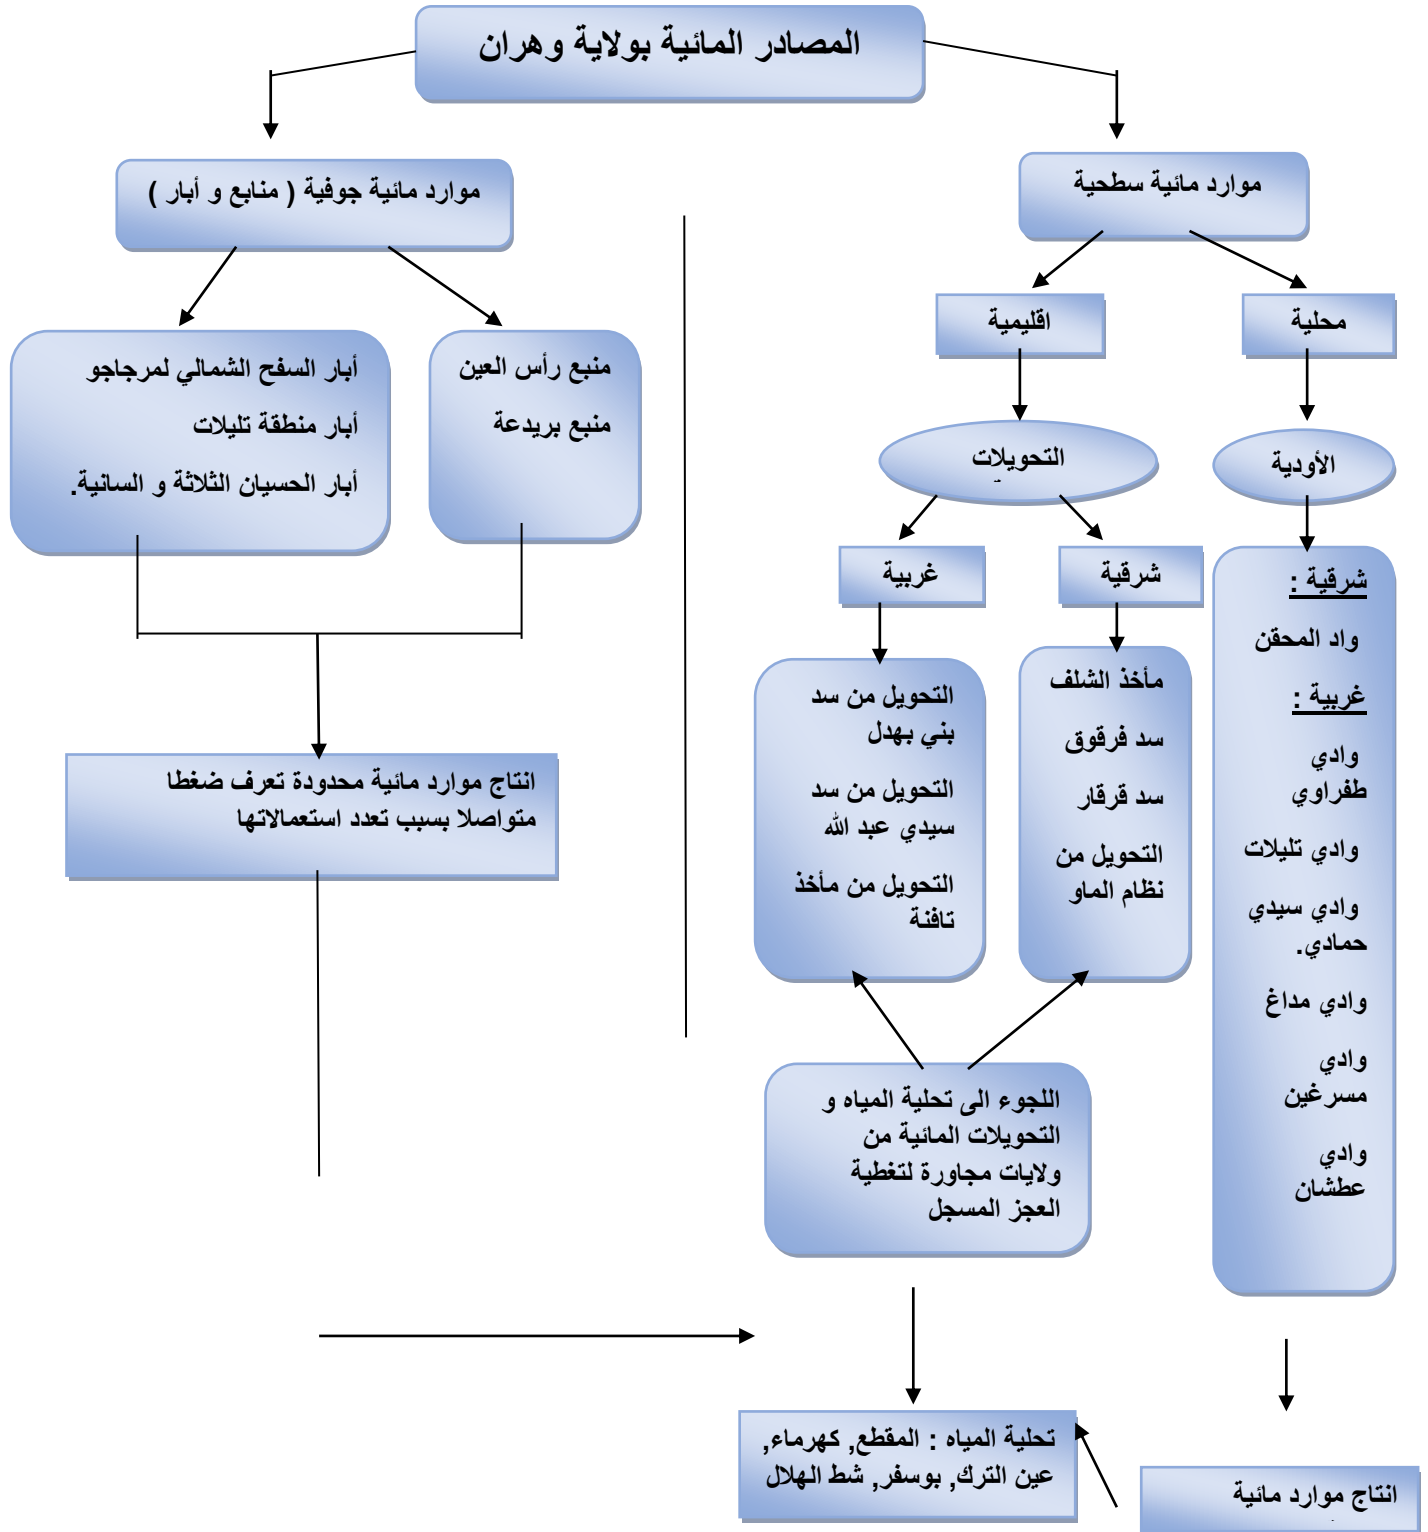 المصادر المائية بولاية وهران
موارد مائية سطحية
موارد مائية جوفية ( منابع و أبار )
محلية
اقليمية
منبع رأس العين
منبع بريدعة
أبار السفح الشمالي لمرجاجو
أبار منطقة تليلات
أبار الحسيان الثلاثة و السانية.
الأودية
التحويلات
شرقية
غربية
شرقية :
واد المحقن
غربية :
وادي
طفراوي
وادي تليلات
وادي سيدي
حمادي.
وادي مداغ
وادي
مسرغين
وادي
عطشان
مأخذ الشلف
سد فرقوق
سد قرقار
التحويل من
نظام الماو
التحويل من سد
بني بهدل
التحويل من سد
سيدي عبد الله
التحويل من مأخذ
تافنة
انتاج موارد مائية محدودة تعرف ضغطا
متواصلا بسبب تعدد استعمالاتها
اللجوء الى تحلية المياه و
التحويلات المائية من
ولايات مجاورة لتغطية
العجز المسجل
تحلية المياه : المقطع, كهرماء,
عين الترك, بوسفر, شط الهلال
انتاج موارد مائية